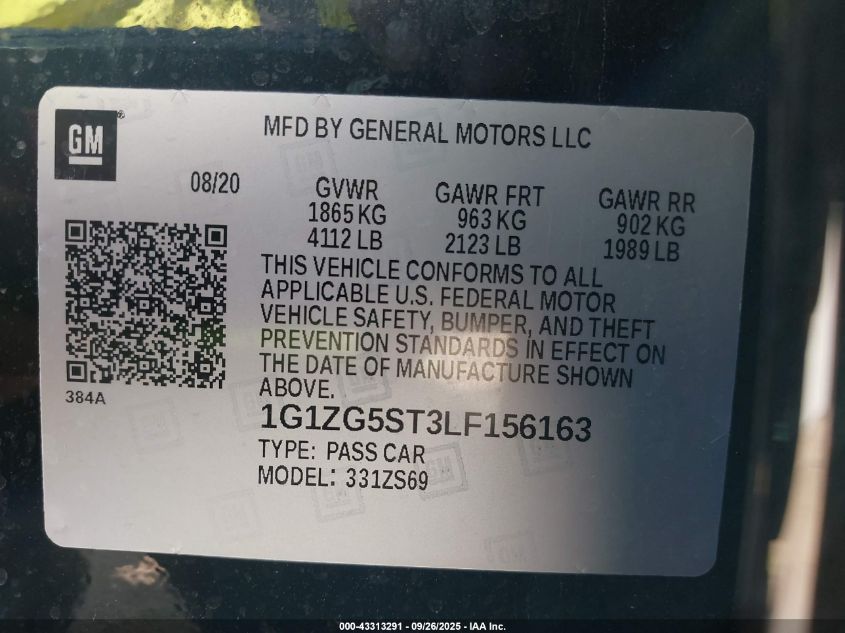 GM®
MFD BY GENERAL MOTORS LLC
08/20
GVWR
1865 KG
4112 LB
GAWR FRT
963 KG
2123 LB
GAWR RR
902 KG
1989 LB
THIS VEHICLE CONFORMS TO ALL
APPLICABLE U.S. FEDERAL MOTOR
VEHICLE SAFETY, BUMPER, AND THEFT
PREVENTION STANDARDS IN EFFECT ON
THE DATE OF MANUFACTURE SHOWN
ABOVE.
384A
1G1ZG5ST3LF156163
TYPE: PASS CAR
MODEL: 331ZS69
000-43313291 - 09/26/2025 - IAA Inc.